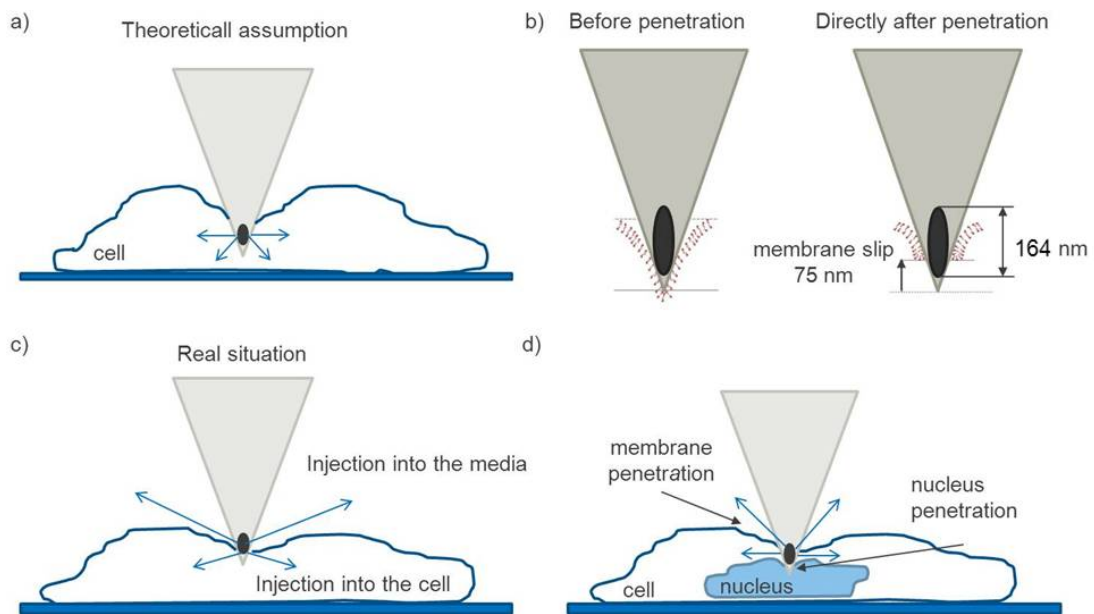 a)
Theoreticall assumption
cell
b)
Before penetration
Directly after penetration
membrane slip
75 nm
164 nm
c)
Real situation
Injection into the media
Injection into the cell
d)
membrane
penetration
nucleus
penetration
cell
nucleus